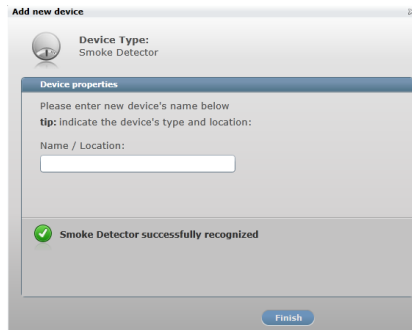 Add new device
Device Type:
Smoke Detector
Device properties
Please enter new device's name below
tip: indicate the device's type and location:
Name / Location:
Smoke Detector successfully recognized
Finish